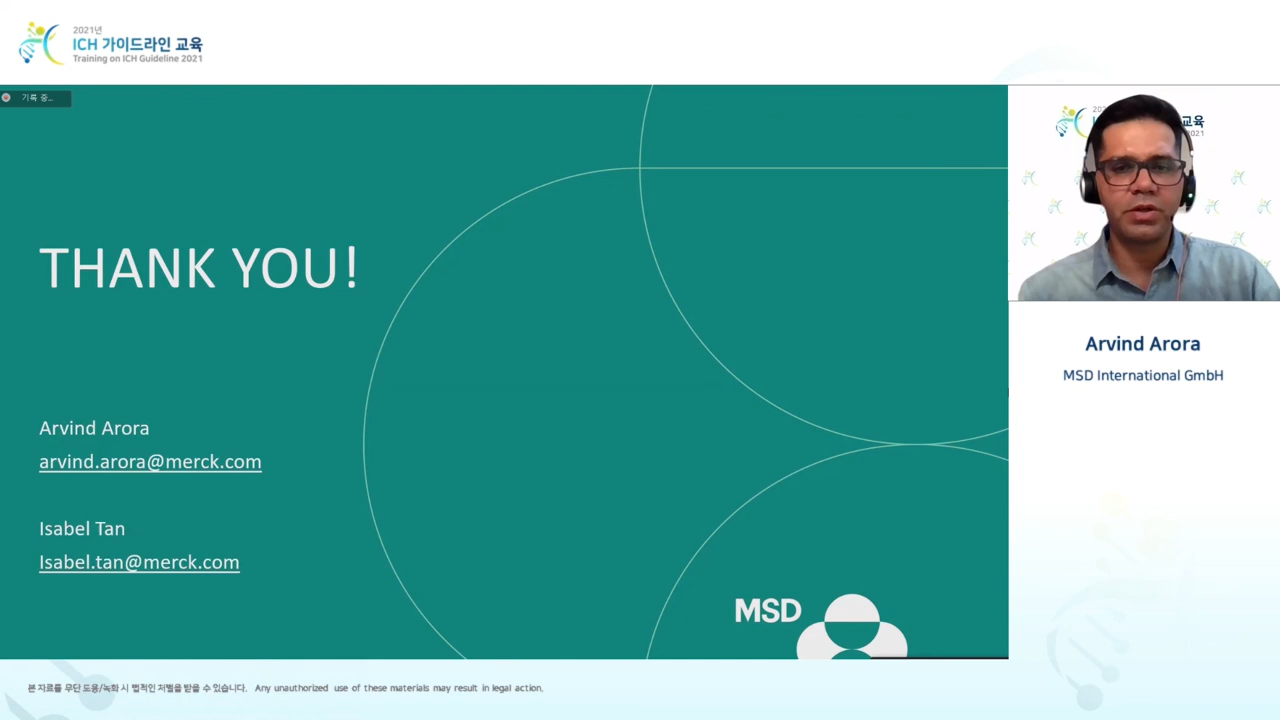 2021년
ICH 가이드라인 교육
Training on ICH Guideline 2021
기록 중...
THANK YOU!
Arvind Arora
arvind.arora@merck.com
Isabel Tan
Isabel.tan@merck.com
MSD
교육
2021
Arvind Arora
MSD International GmbH
본 자료를 무단 도용/녹화 시 법적인 처벌을 받을 수 있습니다. Any unauthorized use of these materials may result in legal action.